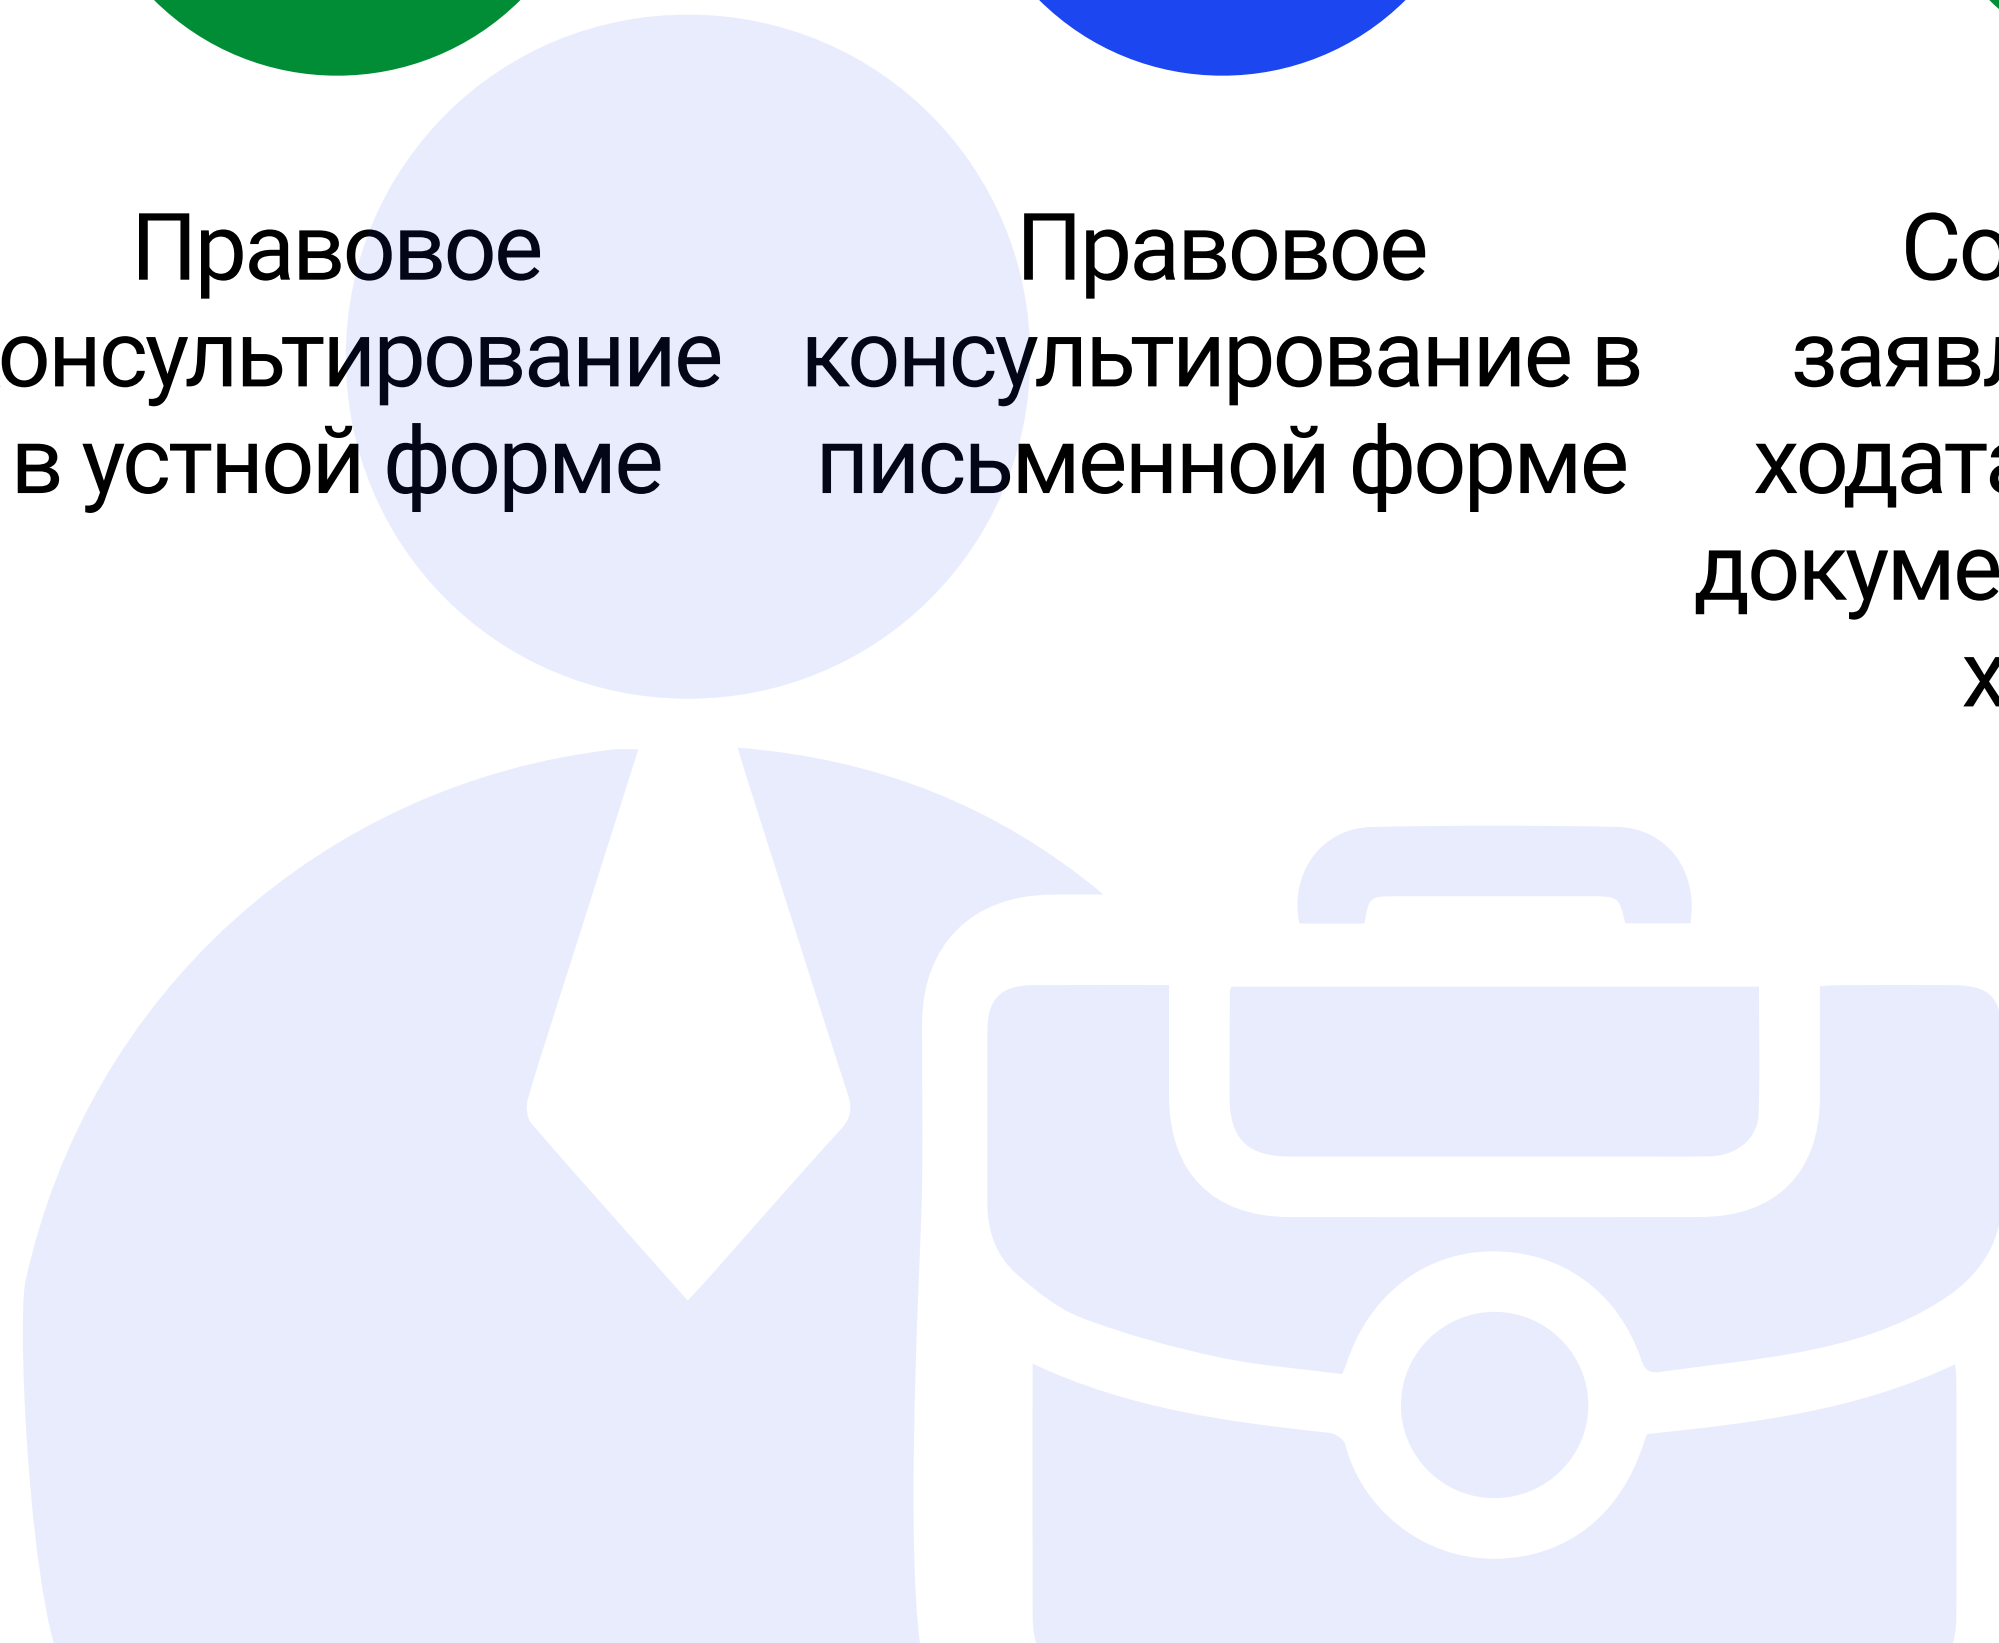 Правовое
онсультирование
в устной форме
Правовое
консультирование в
письменной форме